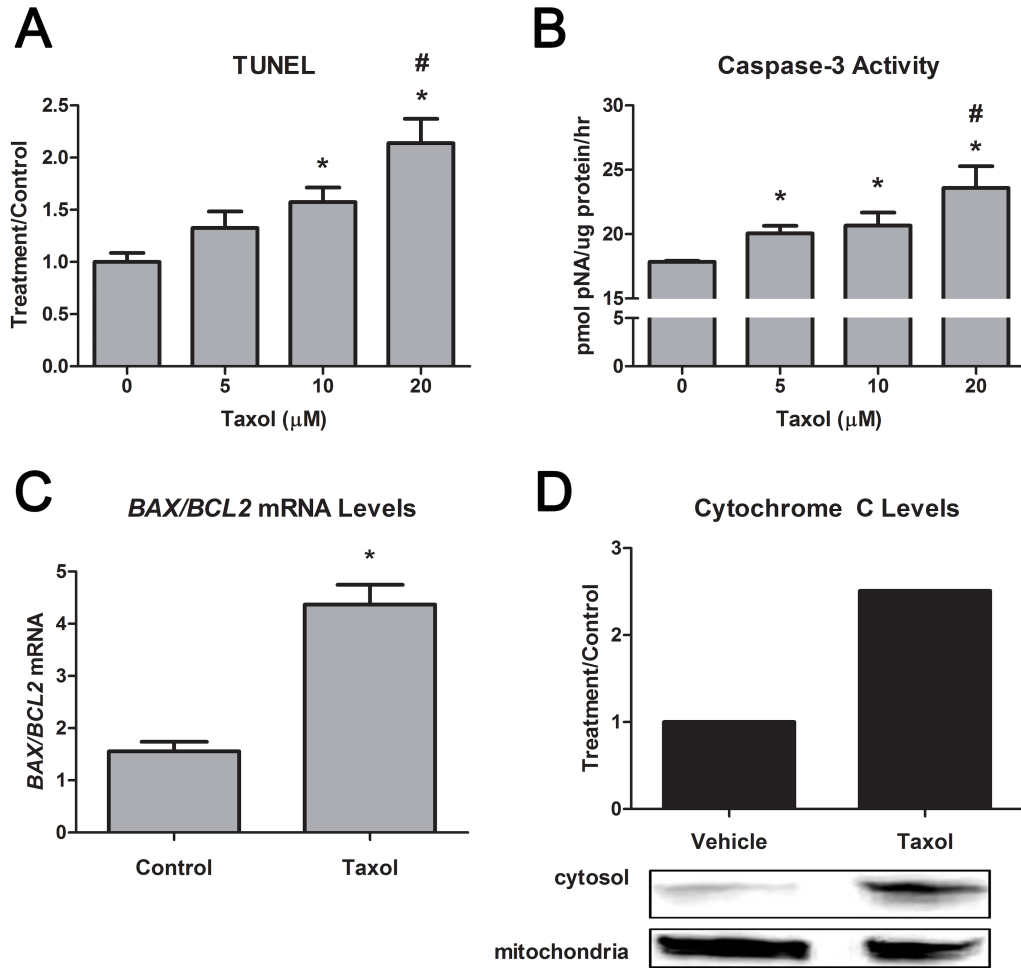 A
TUNEL
Treatment/Control
2.5
2.0
1.5
1.0
0.5
0.0
*
#
*
0 5 10 20
Taxol (μM)
B
Caspase-3 Activity
pmol pNA/ug protein/hr
30
25
20
15
5
0
*
*
#
*
0 5 10 20
Taxol (μM)
C
BAX/BCL2 mRNA Levels
BAX/BCL2 mRNA
5
4
3
2
1
0
*
Control Taxol
D
Cytochrome C Levels
Treatment/Control
3
2
1
0
Vehicle Taxol
cytosol
mitochondria